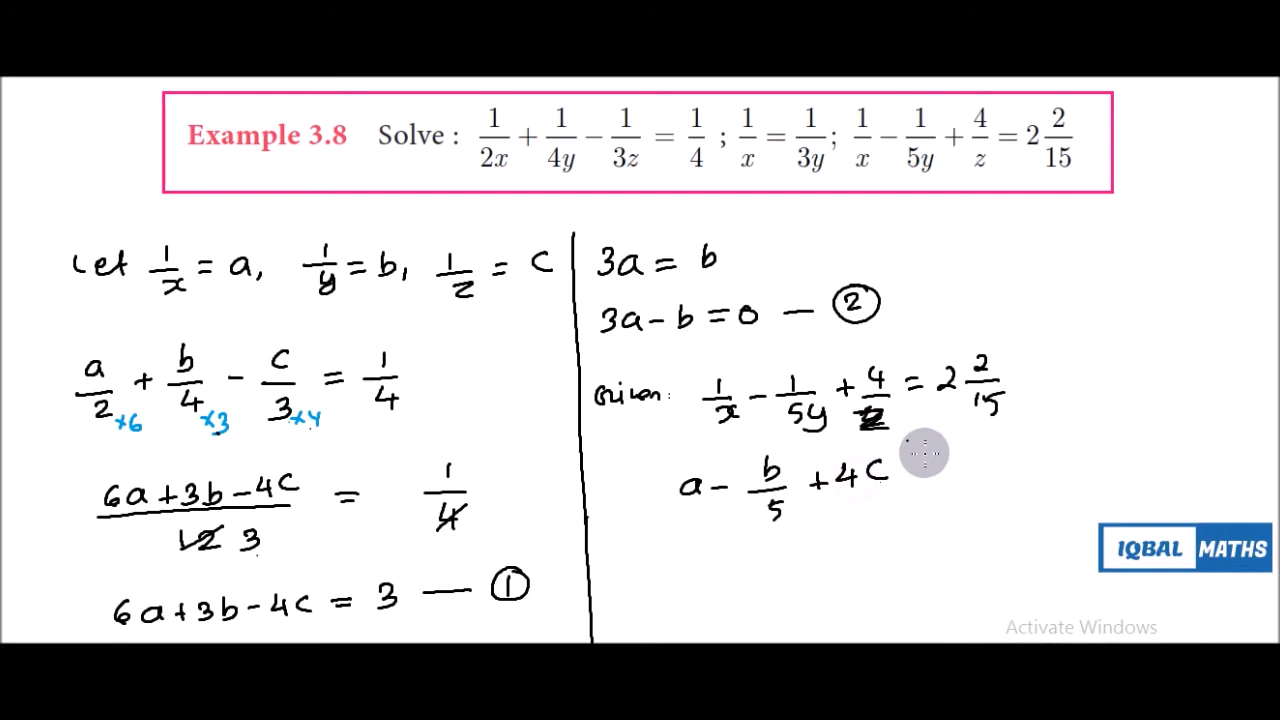 Example 3.8 Solve : 1/2x + 1/4y − 1/3z = 1/4 ; 1/x = 1/3y; 1/x − 1/5y + 4/z = 2 2/15
Let 1/x = a, 1/y = b, 1/z = c
a/2 + b/4 − c/3 = 1/4
×6 ×3 ×4
6a+3b−4c / 12 3 = 1/4
6a+3b−4c = 3 — ①
3a = b
3a − b = 0 — ②
Given: 1/x − 1/5y + 4/z = 2 2/15
a − b/5 + 4c
IQBAL MATHS
Activate Windows